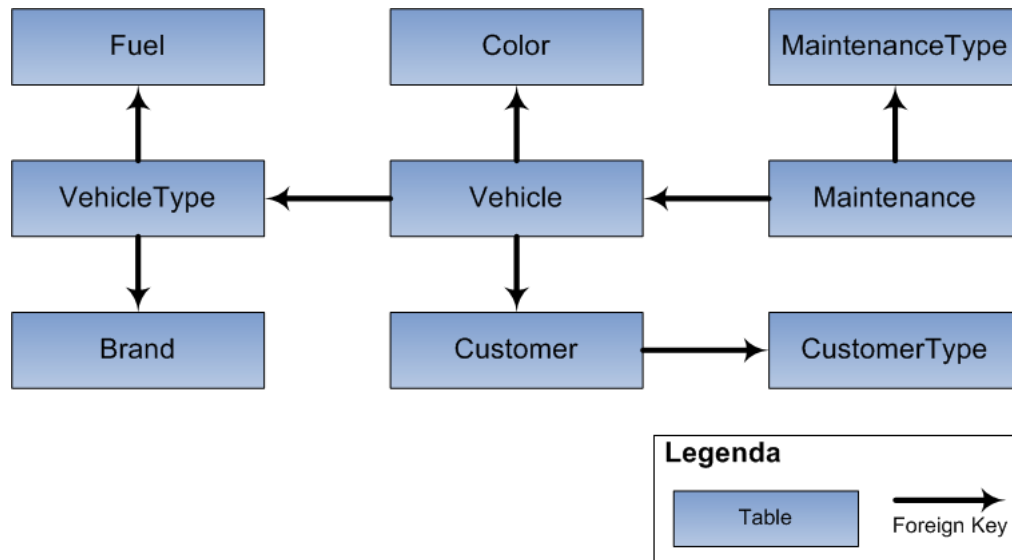 Fuel
Color
MaintenanceType
VehicleType
Vehicle
Maintenance
Brand
Customer
CustomerType
Legenda
Table
Foreign Key